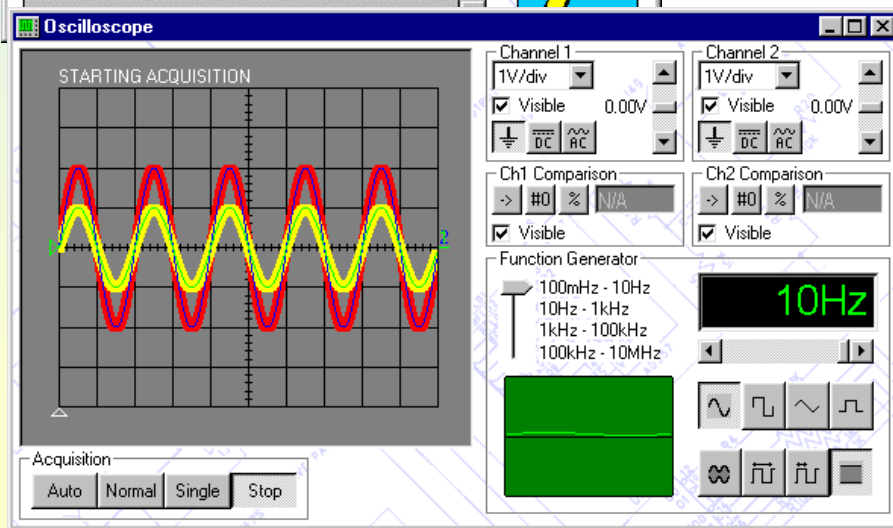 Oscilloscope
STARTING ACQUISITION
2
Acquisition
Auto Normal Single Stop
Channel 1
1V/div
Visible 0.00V
DC AC
Channel 2
1V/div
Visible 0.00V
DC AC
Ch1 Comparison
-> #0 % N/A
Visible
Ch2 Comparison
-> #0 % N/A
Visible
Function Generator
100mHz - 10Hz
10Hz - 1kHz
1kHz - 100kHz
100kHz - 10MHz
10Hz